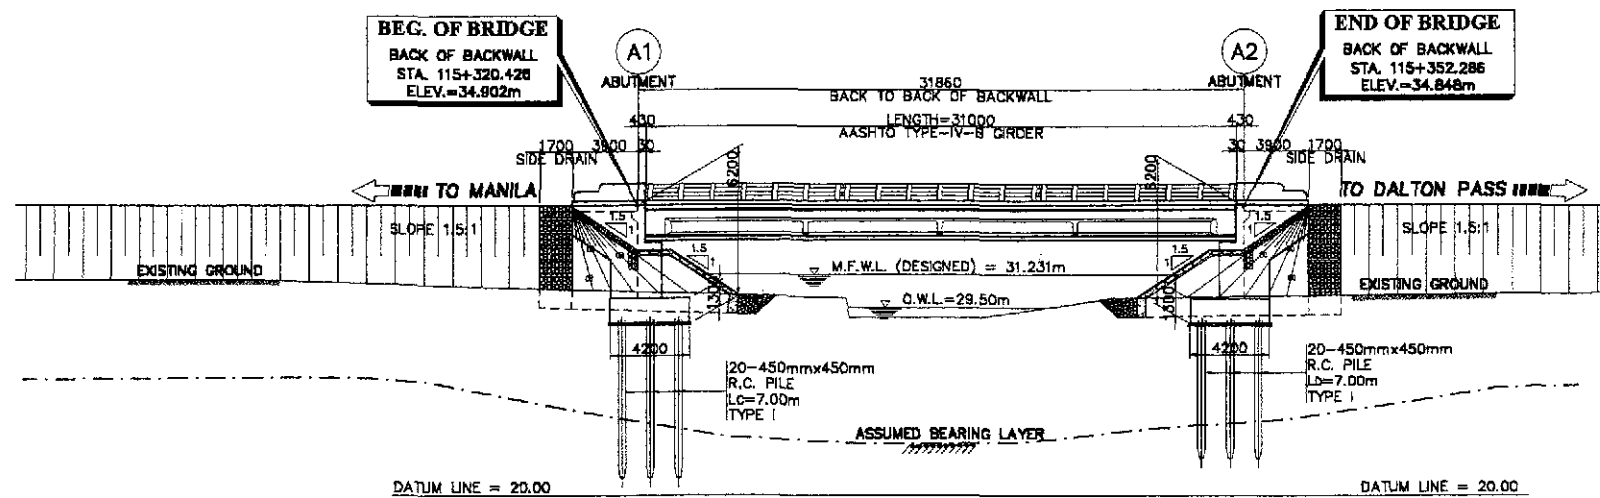 BEG. OF BRIDGE
BACK OF BACKWALL
STA. 115+320.426
ELEV.=34.902m
A1
ABUTMENT
31860
BACK TO BACK OF BACKWALL
A2
ABUTMENT
END OF BRIDGE
BACK OF BACKWALL
STA. 115+352.286
ELEV.=34.848m
430
LENGTH=31000
430
AASHTO TYPE-IV-B GIRDER
1700 3900 30
SIDE DRAIN
30 3900 1700
SIDE DRAIN
6200
6200
TO MANILA
TO DALTON PASS
SLOPE 1.5:1
1.5
1
1.5
1
SLOPE 1.5:1
1.5
1
1.5
1
EXISTING GROUND
M.F.W.L. (DESIGNED) = 31.231m
EXISTING GROUND
1300
O.W.L.=29.50m
1300
4200
4200
20-450mmx450mm
R.C. PILE
Lc=7.00m
TYPE I
20-450mmx450mm
R.C. PILE
Lc=7.00m
TYPE I
ASSUMED BEARING LAYER
DATUM LINE = 20.00
DATUM LINE = 20.00